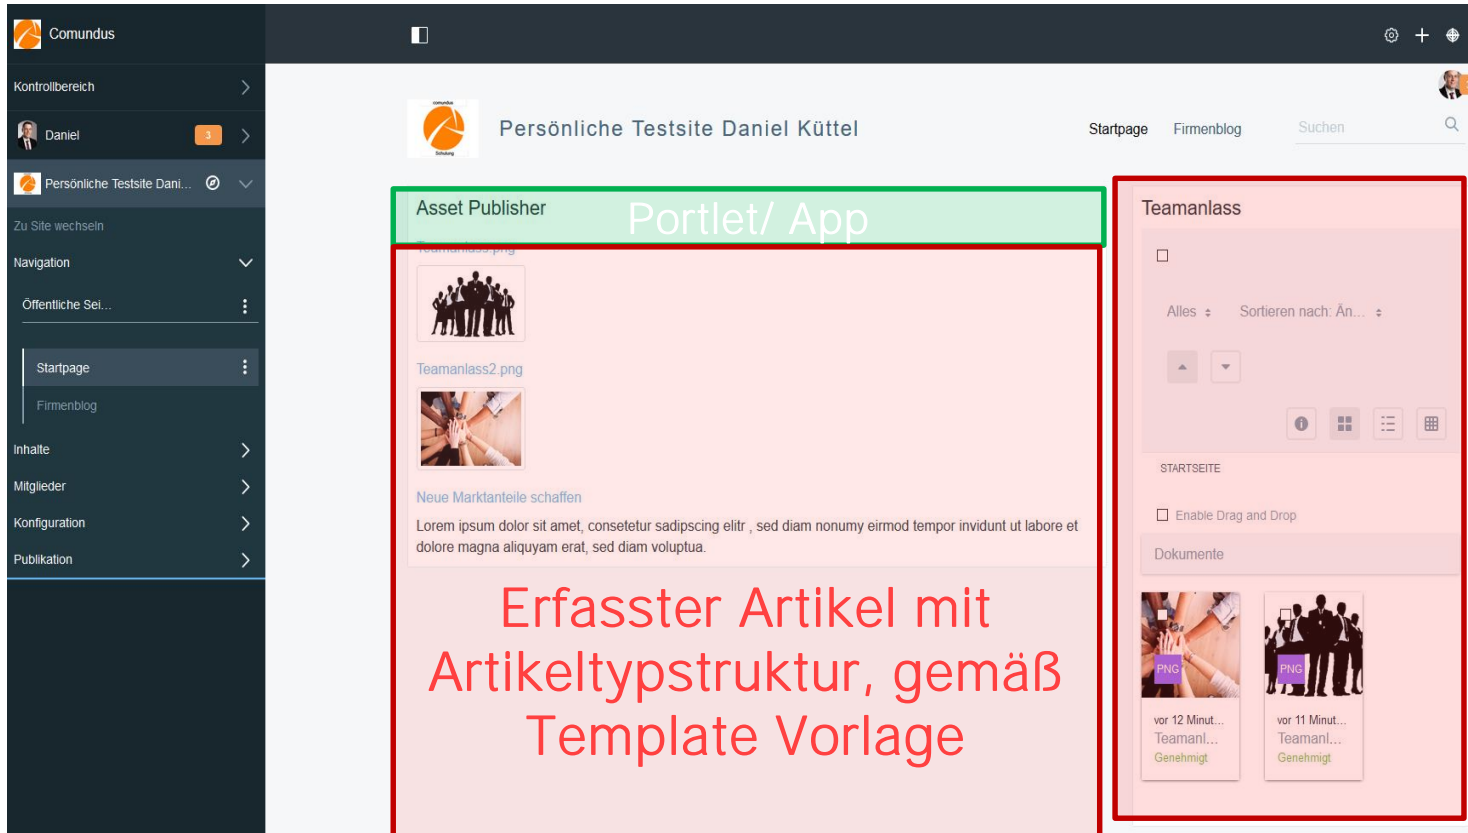 Comundus
Kontrollbereich
Daniel
3
Persönliche Testsite Dani...
Zu Site wechseln
Navigation
Öffentliche Sei...
Startpage
Firmenblog
Inhalte
Mitglieder
Konfiguration
Publikation
comundus
Schulung
Persönliche Testsite Daniel Küttel
Startpage
Firmenblog
Suchen
Asset Publisher
Portlet/ App
Teamanlass.png
Teamanlass2.png
Neue Marktanteile schaffen
Lorem ipsum dolor sit amet, consetetur sadipscing elitr , sed diam nonumy eirmod tempor invidunt ut labore et
dolore magna aliquyam erat, sed diam voluptua.
Erfasster Artikel mit
Artikeltypstruktur, gemäß
Template Vorlage
Teamanlass
Alles
Sortieren nach: Än...
STARTSEITE
Enable Drag and Drop
Dokumente
PNG
vor 12 Minut...
Teamanl...
Genehmigt
PNG
vor 11 Minut...
Teamanl...
Genehmigt